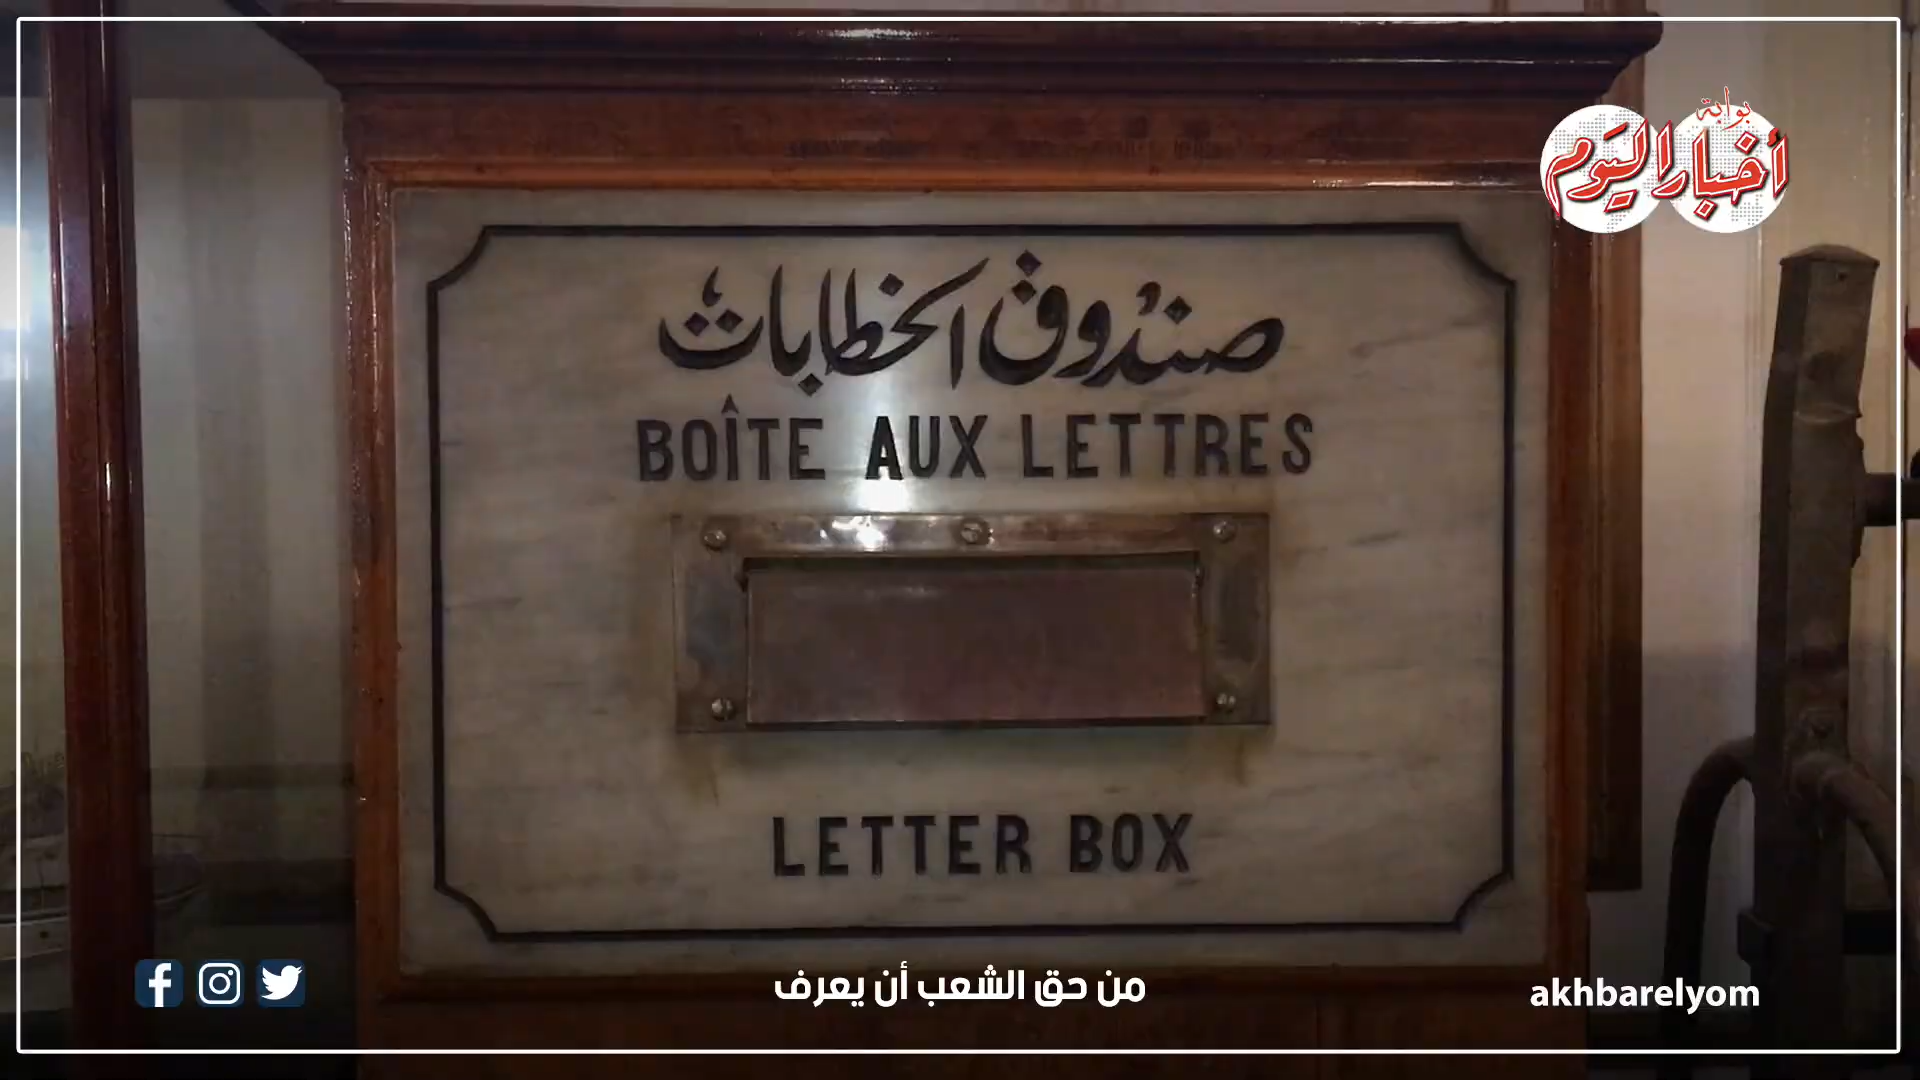 بوابة
أخبار اليوم
صندوق الخطابات
BOÎTE AUX LETTRES
LETTER BOX
من حق الشعب أن يعرف
akhbarelyom